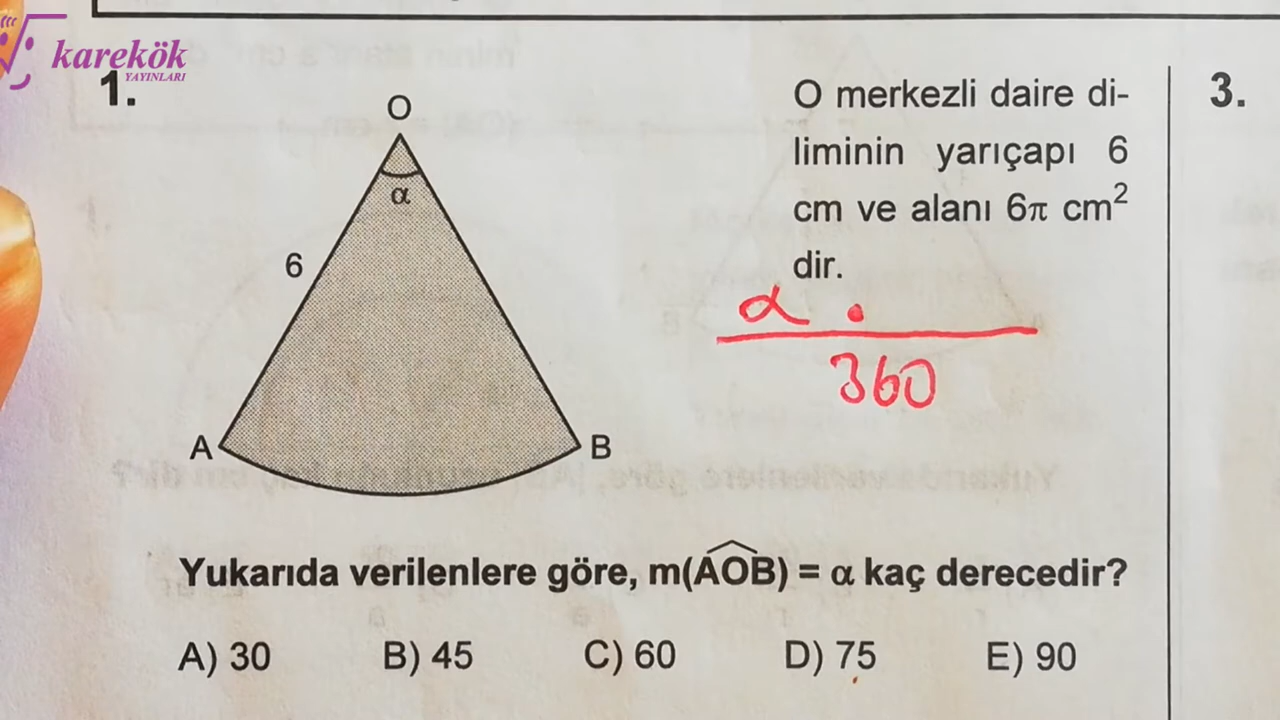 karekök
YAYINLARI
1.
O
α
6
A
B
O merkezli daire di-
liminin yarıçapı 6
cm ve alanı 6π cm²
dir.
α .
360
Yukarıda verilenlere göre, m(AOB) = α kaç derecedir?
A) 30 B) 45 C) 60 D) 75 E) 90
3.